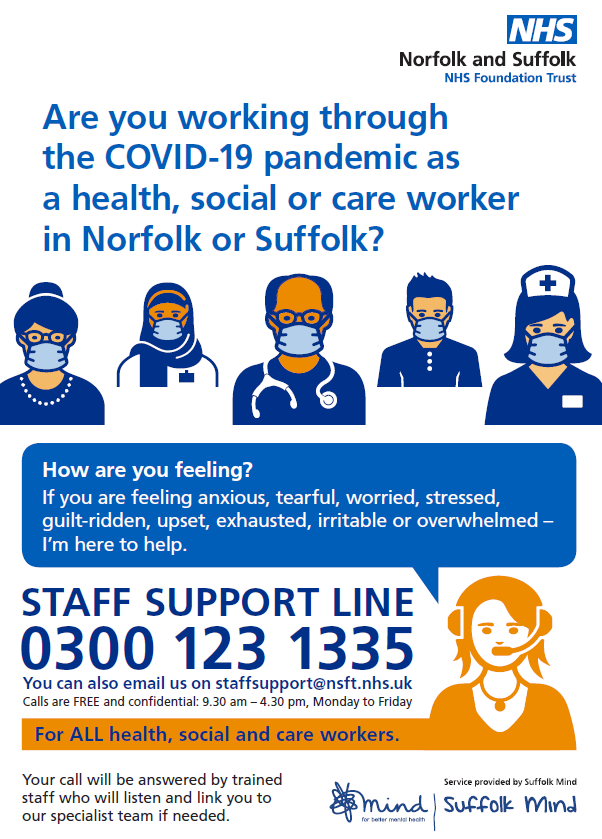 NHS
Norfolk and Suffolk
NHS Foundation Trust
Are you working through
the COVID-19 pandemic as
a health, social or care worker
in Norfolk or Suffolk?
How are you feeling?
If you are feeling anxious, tearful, worried, stressed,
guilt-ridden, upset, exhausted, irritable or overwhelmed –
I’m here to help.
STAFF SUPPORT LINE
0300 123 1335
You can also email us on staffsupport@nsft.nhs.uk
Calls are FREE and confidential: 9.30 am – 4.30 pm, Monday to Friday
For ALL health, social and care workers.
Your call will be answered by trained
staff who will listen and link you to
our specialist team if needed.
Service provided by Suffolk Mind
mind
for better mental health
Suffolk Mind